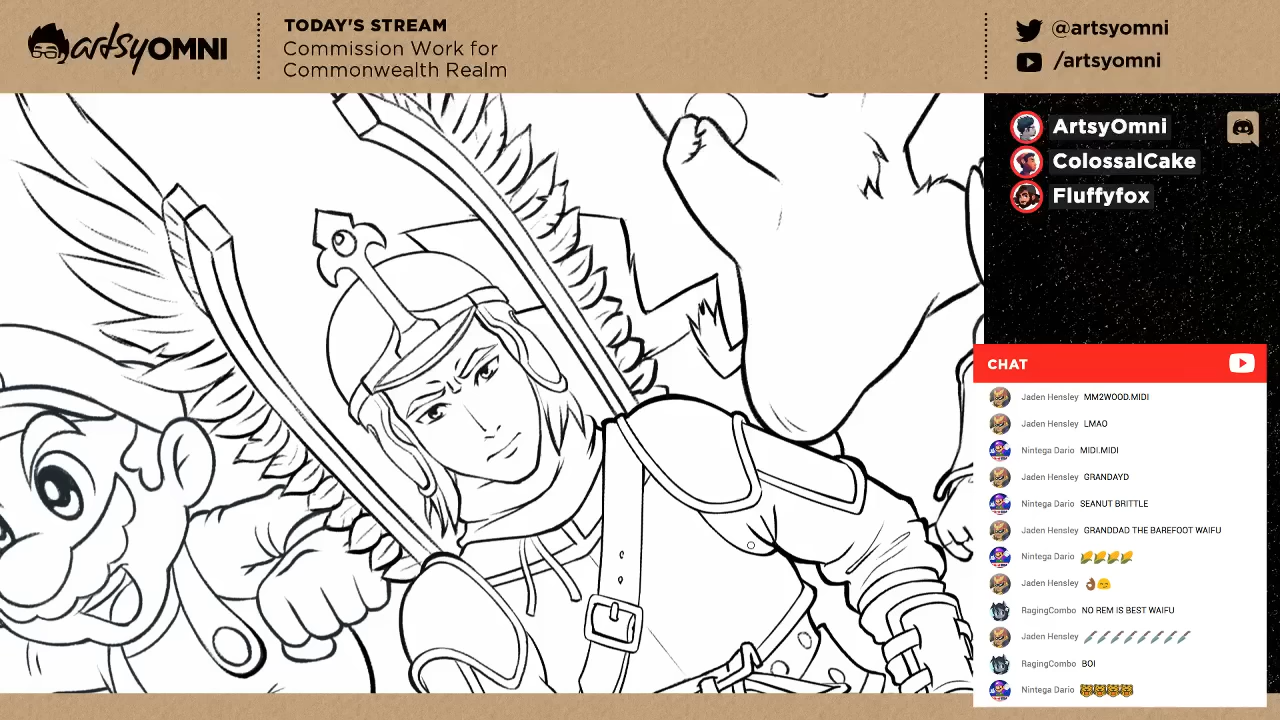 artsyOMNI
TODAY'S STREAM
Commission Work for
Commonwealth Realm
@artsyomni
/artsyomni
ArtsyOmni
ColossalCake
Fluffyfox
CHAT
Jaden Hensley MM2WOOD.MIDI
Jaden Hensley LMAO
Nintega Dario MIDI.MIDI
Jaden Hensley GRANDAYD
Nintega Dario SEANUT BRITTLE
Jaden Hensley GRANDDAD THE BAREFOOT WAIFU
Nintega Dario 🌽🌽🌽🌽
Jaden Hensley 👌🏽🤗
RagingCombo NO REM IS BEST WAIFU
Jaden Hensley
RagingCombo BOI
Nintega Dario 🐯🐯🐯🐯